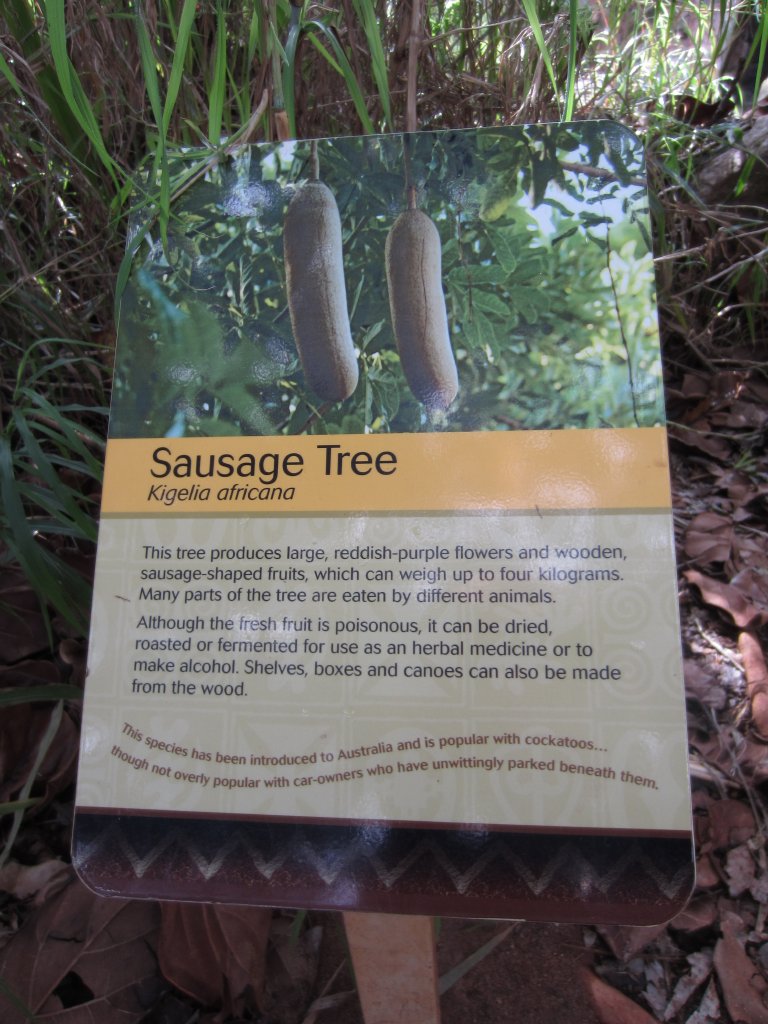 Sausage Tree
Kigelia africana
This tree produces large, reddish-purple flowers and wooden,
sausage-shaped fruits, which can weigh up to four kilograms.
Many parts of the tree are eaten by different animals.
Although the fresh fruit is poisonous, it can be dried,
roasted or fermented for use as an herbal medicine or to
make alcohol. Shelves, boxes and canoes can also be made
from the wood.
This species has been introduced to Australia and is popular with cockatoos...
though not overly popular with car-owners who have unwittingly parked beneath them.